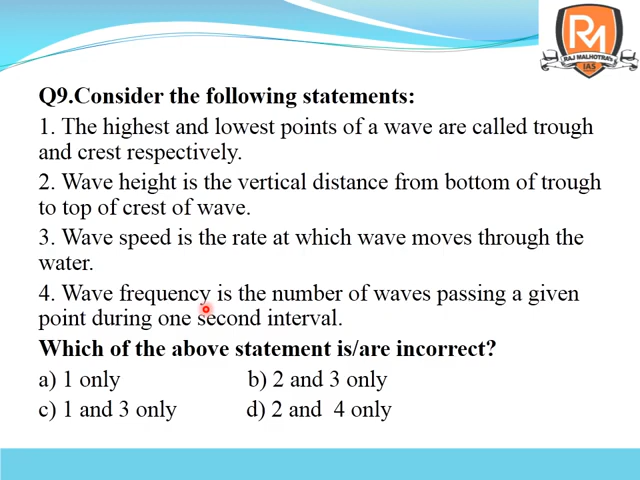 RM
RAJ MALHOTRA's
IAS
Q9.Consider the following statements:
1. The highest and lowest points of a wave are called trough
and crest respectively.
2. Wave height is the vertical distance from bottom of trough
to top of crest of wave.
3. Wave speed is the rate at which wave moves through the
water.
4. Wave frequency is the number of waves passing a given
point during one second interval.
Which of the above statement is/are incorrect?
a) 1 only b) 2 and 3 only
c) 1 and 3 only d) 2 and 4 only